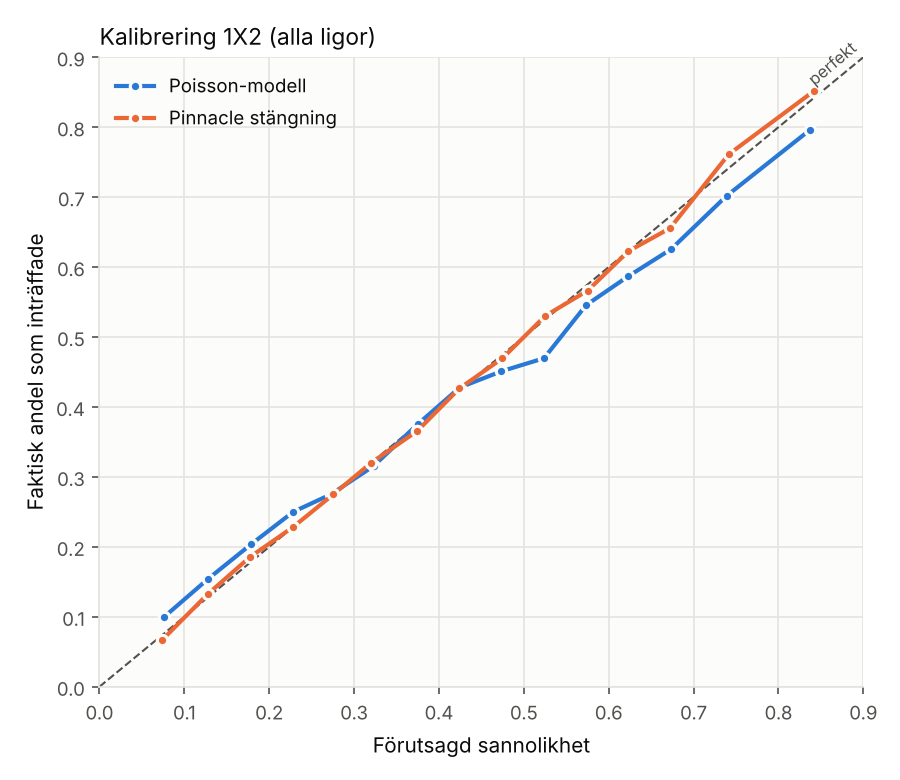 Kalibrering 1X2 (alla ligor)
perfekt
Poisson-modell
Pinnacle stängning
Faktisk andel som inträffade
0.9
0.8
0.7
0.6
0.5
0.4
0.3
0.2
0.1
0.0
0.0 0.1 0.2 0.3 0.4 0.5 0.6 0.7 0.8 0.9
Förutsagd sannolikhet